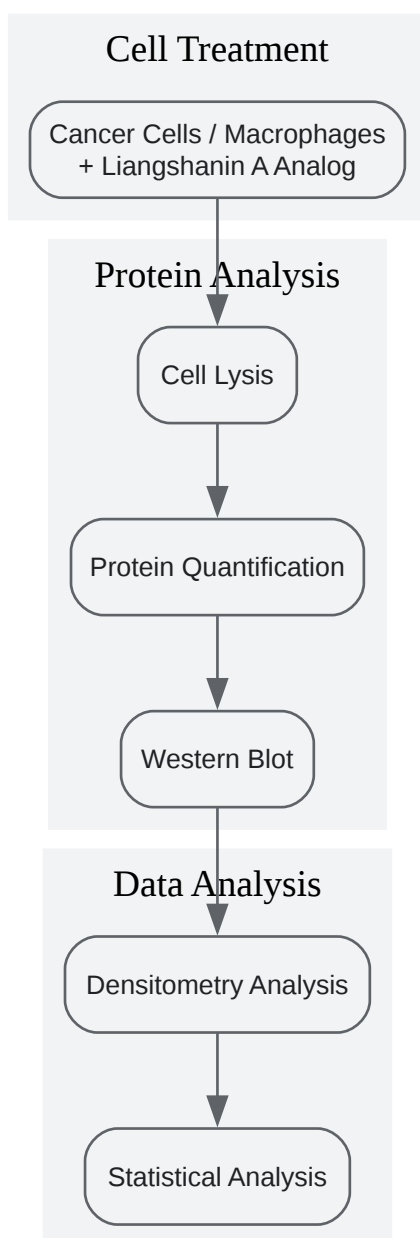 Cell Treatment
Cancer Cells / Macrophages
+ Liangshanin A Analog
Protein Analysis
Cell Lysis
Protein Quantification
Western Blot
Data Analysis
Densitometry Analysis
Statistical Analysis